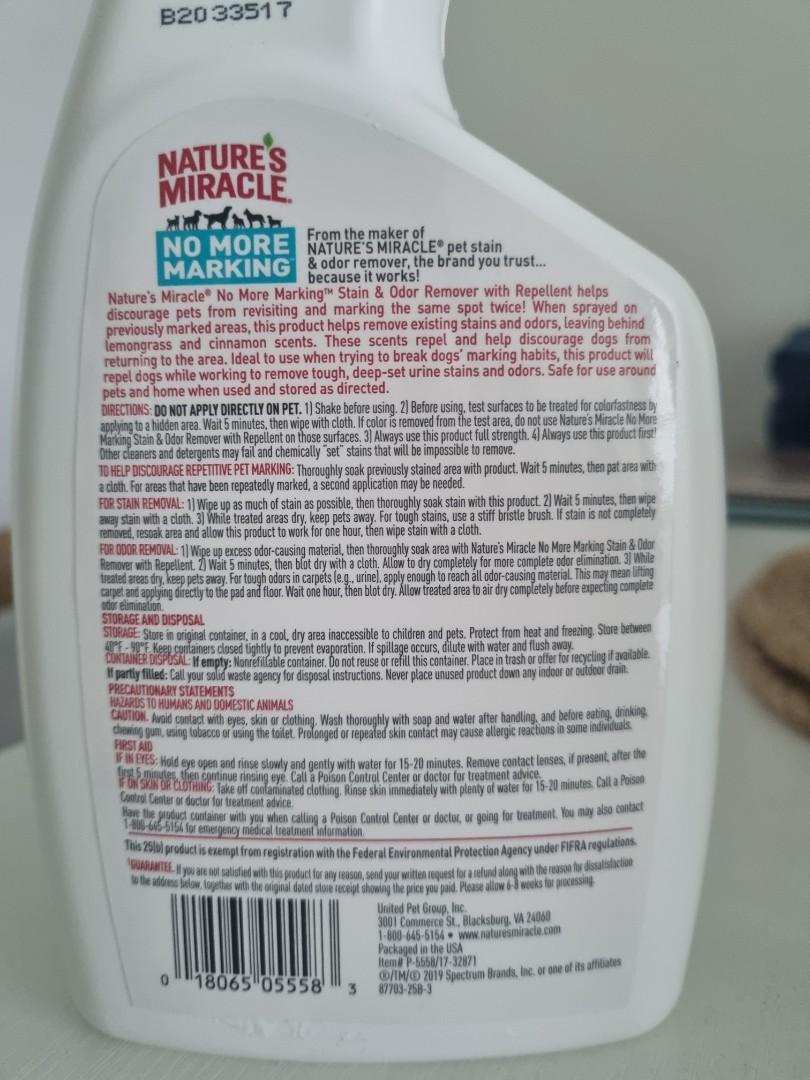 B2033517
NATURE'S
MIRACLE®
NO MORE
MARKING
From the maker of
NATURE'S MIRACLE® pet stain
& odor remover, the brand you trust...
because it works!
Nature's Miracle® No More Marking™ Stain & Odor Remover with Repellent helps
discourage pets from revisiting and marking the same spot twice! When sprayed on
previously marked areas, this product helps remove existing stains and odors, leaving behind
lemongrass and cinnamon scents. These scents repel and help discourage dogs from
returning to the area. Ideal to use when trying to break dogs' marking habits, this product will
repel dogs while working to remove tough, deep-set urine stains and odors. Safe for use around
pets and home when used and stored as directed.
DIRECTIONS: DO NOT APPLY DIRECTLY ON PET. 1) Shake before using. 2) Before using, test surfaces to be treated for colorfastness by
applying to a hidden area. Wait 5 minutes, then wipe with cloth. If color is removed from the test area, do not use Nature's Miracle No More
Marking Stain & Odor Remover with Repellent on those surfaces. 3) Always use this product full strength. 4) Always use this product first!
Other cleaners and detergents may fail and chemically "set" stains that will be impossible to remove.
TO HELP DISCOURAGE REPETITIVE PET MARKING: Thoroughly soak previously stained area with product. Wait 5 minutes, then pat area with
a cloth. For areas that have been repeatedly marked, a second application may be needed.
FOR STAIN REMOVAL: 1) Wipe up as much of stain as possible, then thoroughly soak stain with this product. 2) Wait 5 minutes, then wipe
away stain with a cloth. 3) While treated areas dry, keep pets away. For tough stains, use a stiff bristle brush. If stain is not completely
removed, resoak area and allow this product to work for one hour, then wipe stain with a cloth.
FOR ODOR REMOVAL: 1) Wipe up excess odor-causing material, then thoroughly soak area with Nature's Miracle No More Marking Stain & Odor
Remover with Repellent. 2) Wait 5 minutes, then blot dry with a cloth. Allow to dry completely for more complete odor elimination. 3) While
treated areas dry, keep pets away. For tough odors in carpets (e.g., urine), apply enough to reach all odor-causing material. This may mean lifting
carpet and applying directly to the pad and floor. Wait one hour, then blot dry. Allow treated area to air dry completely before expecting complete
odor elimination.
STORAGE AND DISPOSAL
STORAGE: Store in original container, in a cool, dry area inaccessible to children and pets. Protect from heat and freezing. Store between
40°F - 90°F. Keep containers closed tightly to prevent evaporation. If spillage occurs, dilute with water and flush away.
CONTAINER DISPOSAL: If empty: Nonrefillable container. Do not reuse or refill this container. Place in trash or offer for recycling if available.
If partly filled: Call your solid waste agency for disposal instructions. Never place unused product down any indoor or outdoor drain.
PRECAUTIONARY STATEMENTS
HAZARDS TO HUMANS AND DOMESTIC ANIMALS
CAUTION. Avoid contact with eyes, skin or clothing. Wash thoroughly with soap and water after handling, and before eating, drinking,
chewing gum, using tobacco or using the toilet. Prolonged or repeated skin contact may cause allergic reactions in some individuals.
FIRST AID
IF IN EYES: Hold eye open and rinse slowly and gently with water for 15-20 minutes. Remove contact lenses, if present, after the
first 5 minutes, then continue rinsing eye. Call a Poison Control Center or doctor for treatment advice.
IF ON SKIN OR CLOTHING: Take off contaminated clothing. Rinse skin immediately with plenty of water for 15-20 minutes. Call a Poison
Control Center or doctor for treatment advice.
Have the product container with you when calling a Poison Control Center or doctor, or going for treatment. You may also contact
1-800-645-5154 for emergency medical treatment information.
This 25(b) product is exempt from registration with the Federal Environmental Protection Agency under FIFRA regulations.
†GUARANTEE. If you are not satisfied with this product for any reason, send your written request for a refund along with the reason for dissatisfaction
to the address below, together with the original dated store receipt showing the price you paid. Please allow 6-8 weeks for processing.
United Pet Group, Inc.
3001 Commerce St., Blacksburg, VA 24060
1-800-645-5154 • www.naturesmiracle.com
Packaged in the USA
Item# P-5558/17-32871
®/TM/© 2019 Spectrum Brands, Inc. or one of its affiliates
87703-25B-3
0 18065 05558 3